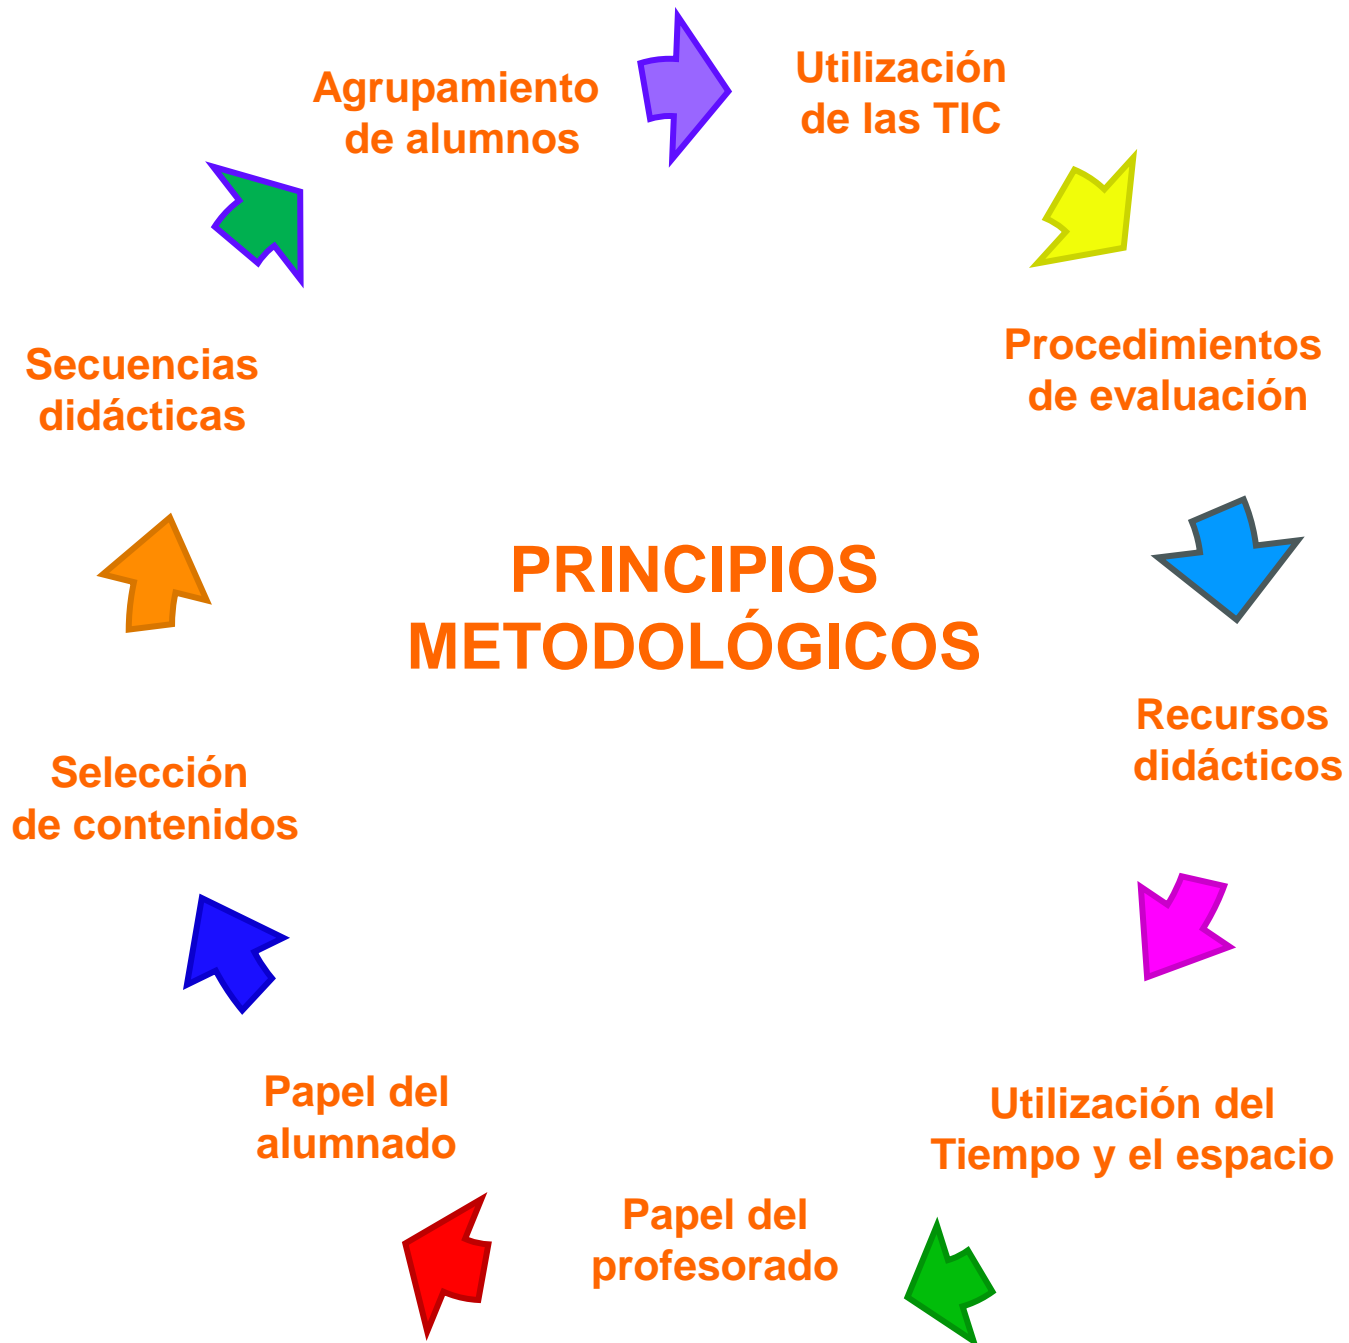 Agrupamiento
de alumnos
Utilización
de las TIC
Procedimientos
de evaluación
Recursos
didácticos
Utilización del
Tiempo y el espacio
Papel del
profesorado
Papel del
alumnado
Selección
de contenidos
Secuencias
didácticas
PRINCIPIOS
METODOLÓGICOS